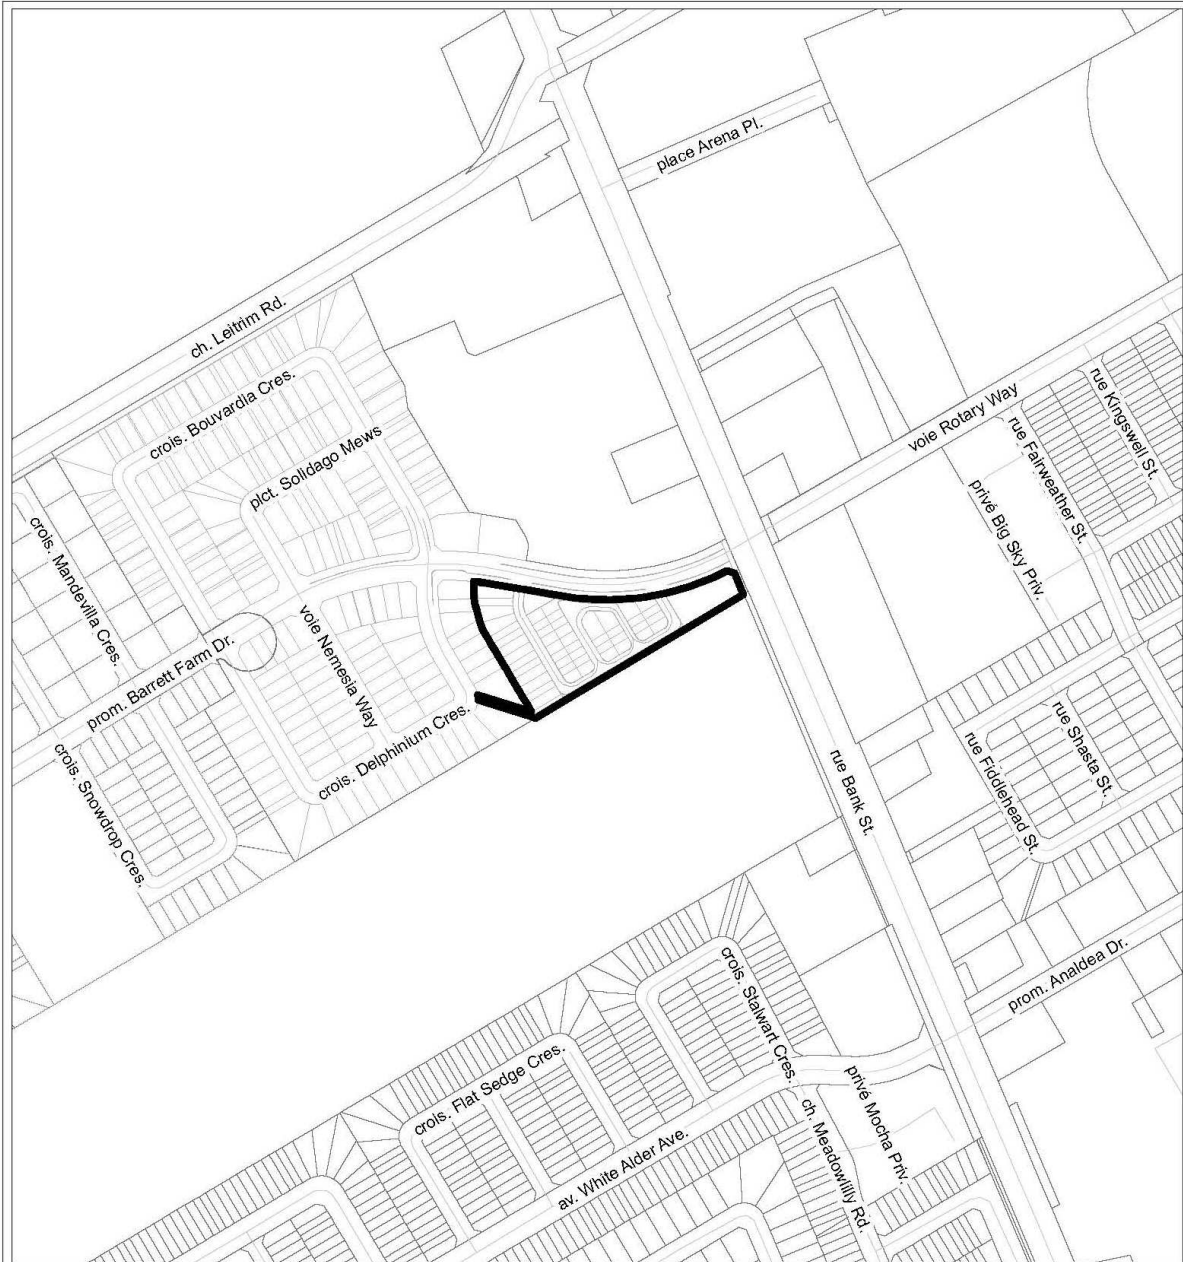 place Arena Pl.
ch. Leitrim Rd.
crois. Bouvardia Cres.
plct. Solidago Mews
voie Rotary Way
rue Kingswell St.
rue Fairweather St.
privé Big Sky Priv.
crois. Mandevilla Cres.
voie Nemesia Way
prom. Barrett Farm Dr.
crois. Delphinium Cres.
crois. Snowdrop Cres.
rue Bank St.
rue Shasta St.
rue Fiddlehead St.
prom. Analdea Dr.
crois. Stalwart Cres.
crois. Flat Sedge Cres.
privé Mocha Priv.
ch. Meadowlilly Rd.
av. White Alder Ave.